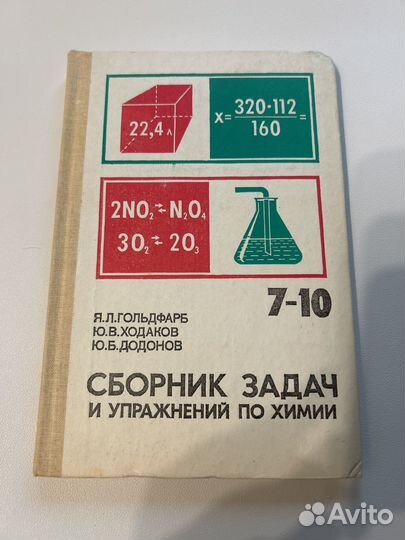 22,4 л
x = 320·112 / 160 =
2NO₂ ⇄ N₂O₄
3O₂ ⇄ 2O₃
7-10
Я.Л.ГОЛЬДФАРБ
Ю.В.ХОДАКОВ
Ю.Б.ДОДОНОВ
СБОРНИК ЗАДАЧ
И УПРАЖНЕНИЙ ПО ХИМИИ
Avito